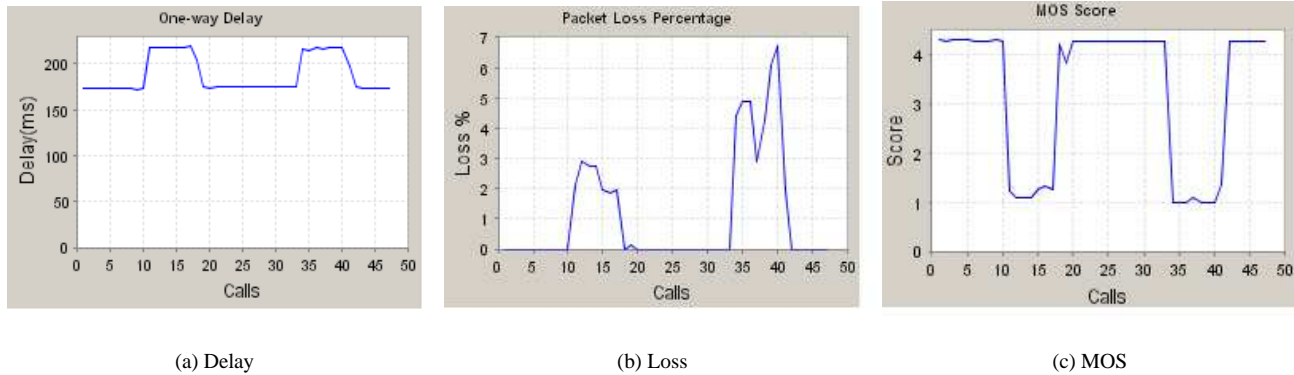 One-way Delay
200
150
100
50
0
Delay(ms)
0 5 10 15 20 25 30 35 40 45 50
Calls
(a) Delay
Packet Loss Percentage
7
6
5
4
3
2
1
0
Loss %
0 5 10 15 20 25 30 35 40 45 50
Calls
(b) Loss
MOS Score
4
3
2
1
0
Score
0 5 10 15 20 25 30 35 40 45 50
Calls
(c) MOS